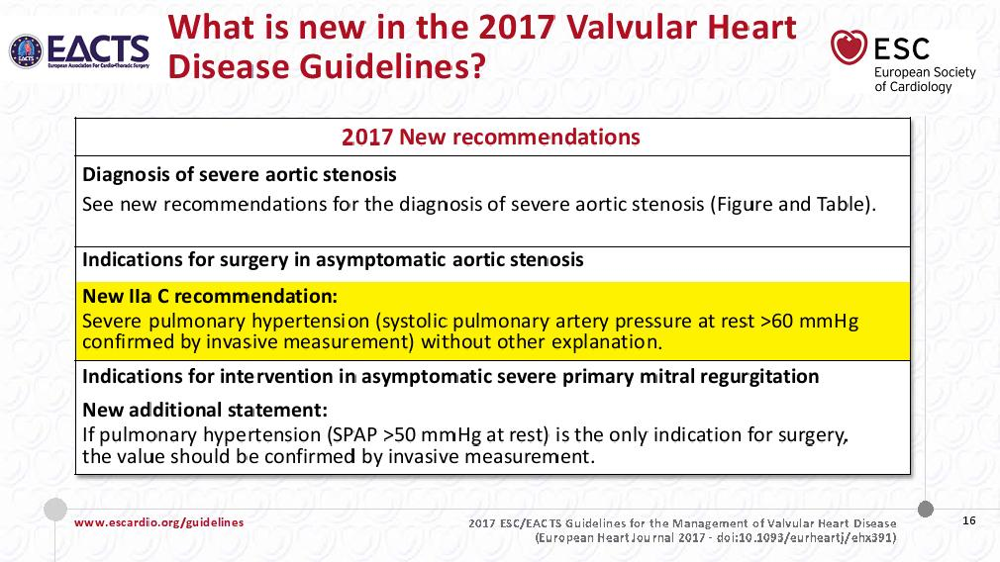 What is new in the 2017 Valvular Heart
Disease Guidelines?
EACTS
European Association For Cardio-Thoracic Surgery
ESC
European Society
of Cardiology
2017 New recommendations
Diagnosis of severe aortic stenosis
See new recommendations for the diagnosis of severe aortic stenosis (Figure and Table).
Indications for surgery in asymptomatic aortic stenosis
New IIa C recommendation:
Severe pulmonary hypertension (systolic pulmonary artery pressure at rest >60 mmHg
confirmed by invasive measurement) without other explanation.
Indications for intervention in asymptomatic severe primary mitral regurgitation
New additional statement:
If pulmonary hypertension (SPAP >50 mmHg at rest) is the only indication for surgery,
the value should be confirmed by invasive measurement.
www.escardio.org/guidelines
2017 ESC/EACTS Guidelines for the Management of Valvular Heart Disease
(European Heart Journal 2017 - doi:10.1093/eurheartj/ehx391)
16